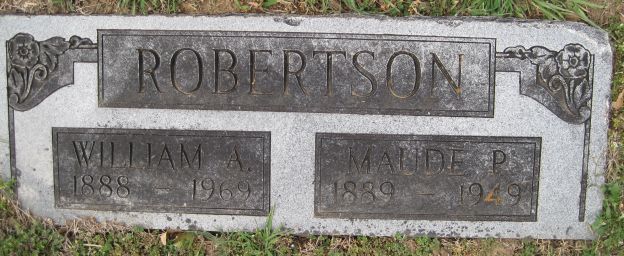 ROBERTSON
WILLIAM A.
1888 - 1969
MAUDE P.
1889 - 1949